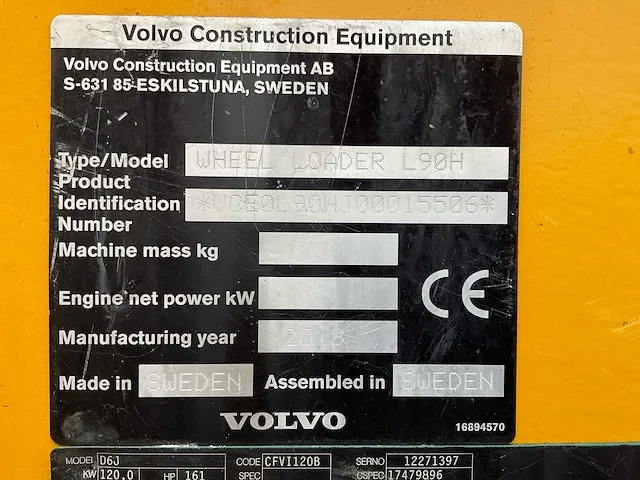 Volvo Construction Equipment
Volvo Construction Equipment AB
S-631 85 ESKILSTUNA, SWEDEN
Type/Model WHEEL LOADER L90H
Product
Identification *VCE0L90HJ00015506*
Number
Machine mass kg
Engine net power kW
Manufacturing year 2018
Made in SWEDEN Assembled in SWEDEN
VOLVO
16894570
MODEL D6J CODE CFVI120B SERNO 12271397
KW 120,0 HP 161 SPEC CSPEC 17479896